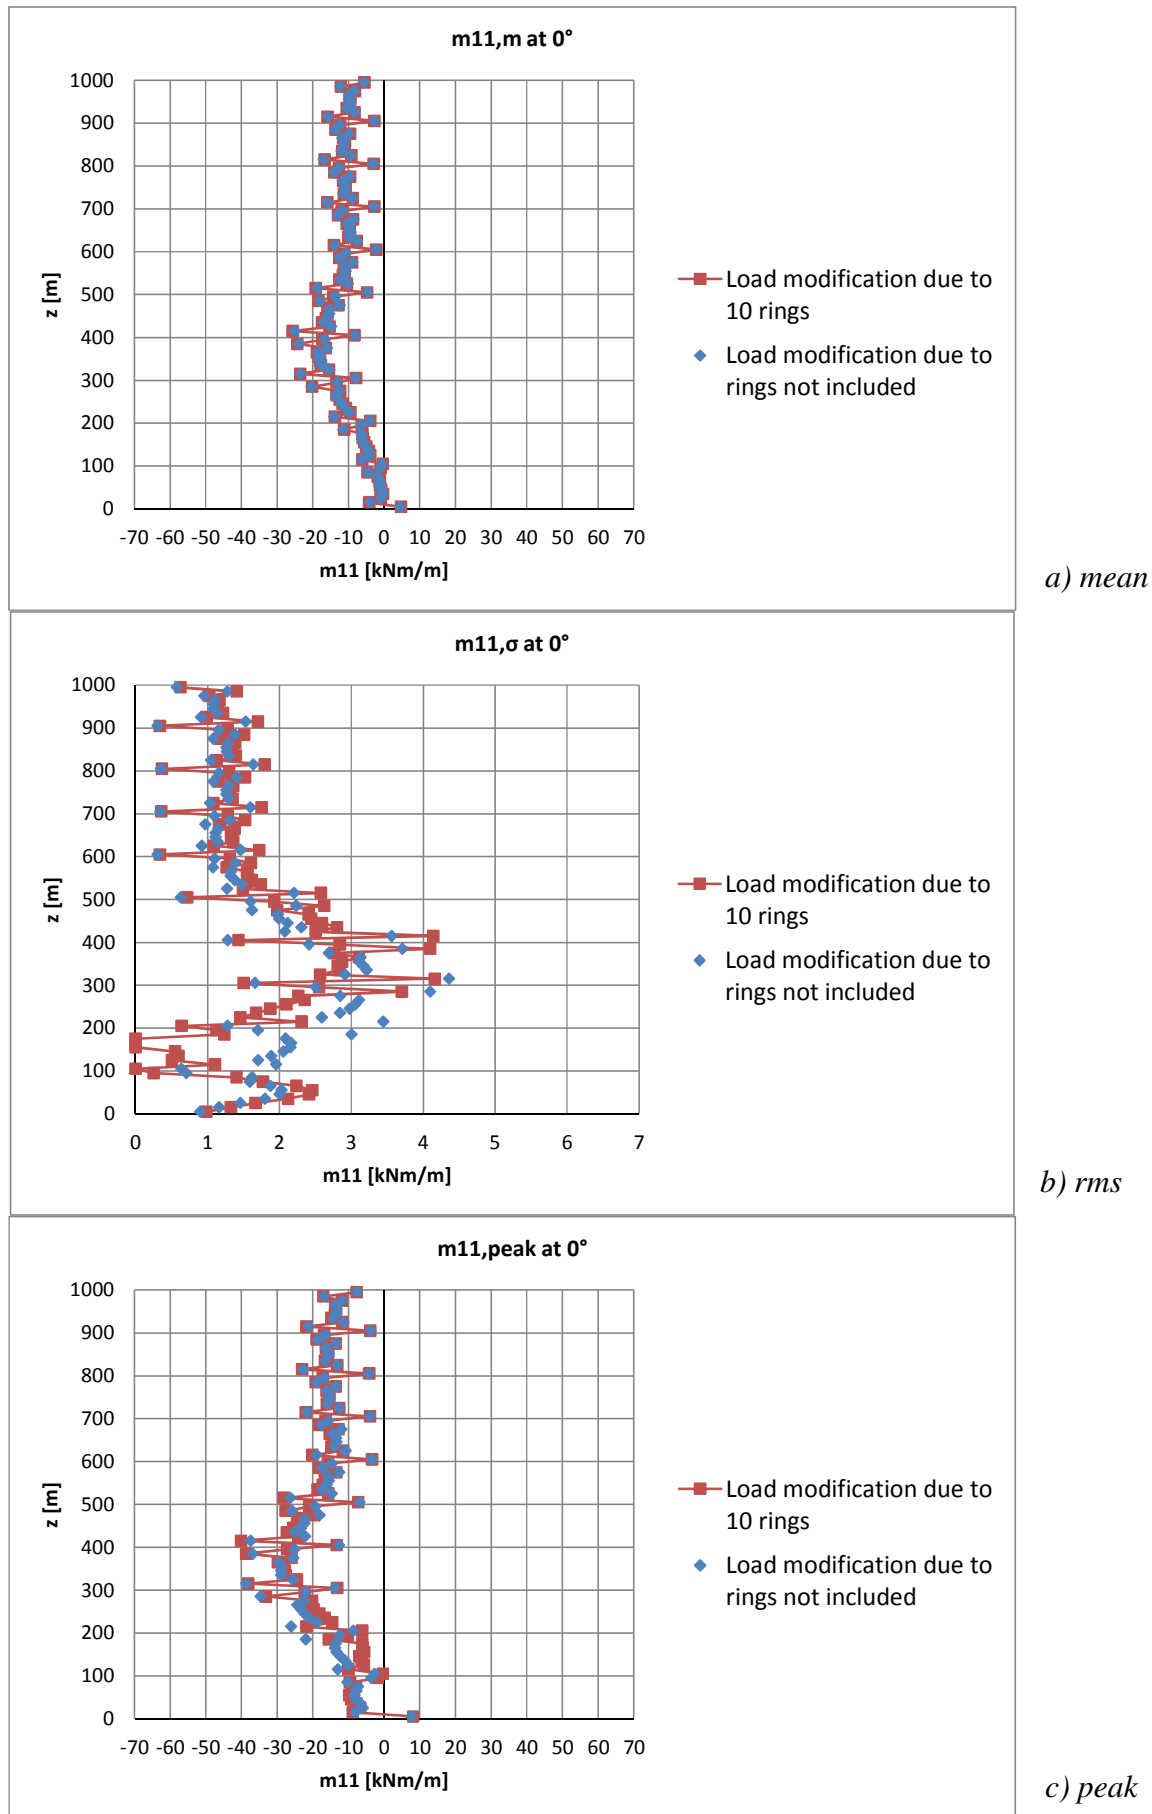 m11,m at 0°
1000
900
800
700
600
500
400
300
200
100
0
z [m]
-70 -60 -50 -40 -30 -20 -10 0 10 20 30 40 50 60 70
m11 [kNm/m]
Load modification due to
10 rings
Load modification due to
rings not included
a) mean
m11,σ at 0°
1000
900
800
700
600
500
400
300
200
100
0
z [m]
0 1 2 3 4 5 6 7
m11 [kNm/m]
Load modification due to
10 rings
Load modification due to
rings not included
b) rms
m11,peak at 0°
1000
900
800
700
600
500
400
300
200
100
0
z [m]
-70 -60 -50 -40 -30 -20 -10 0 10 20 30 40 50 60 70
m11 [kNm/m]
Load modification due to
10 rings
Load modification due to
rings not included
c) peak